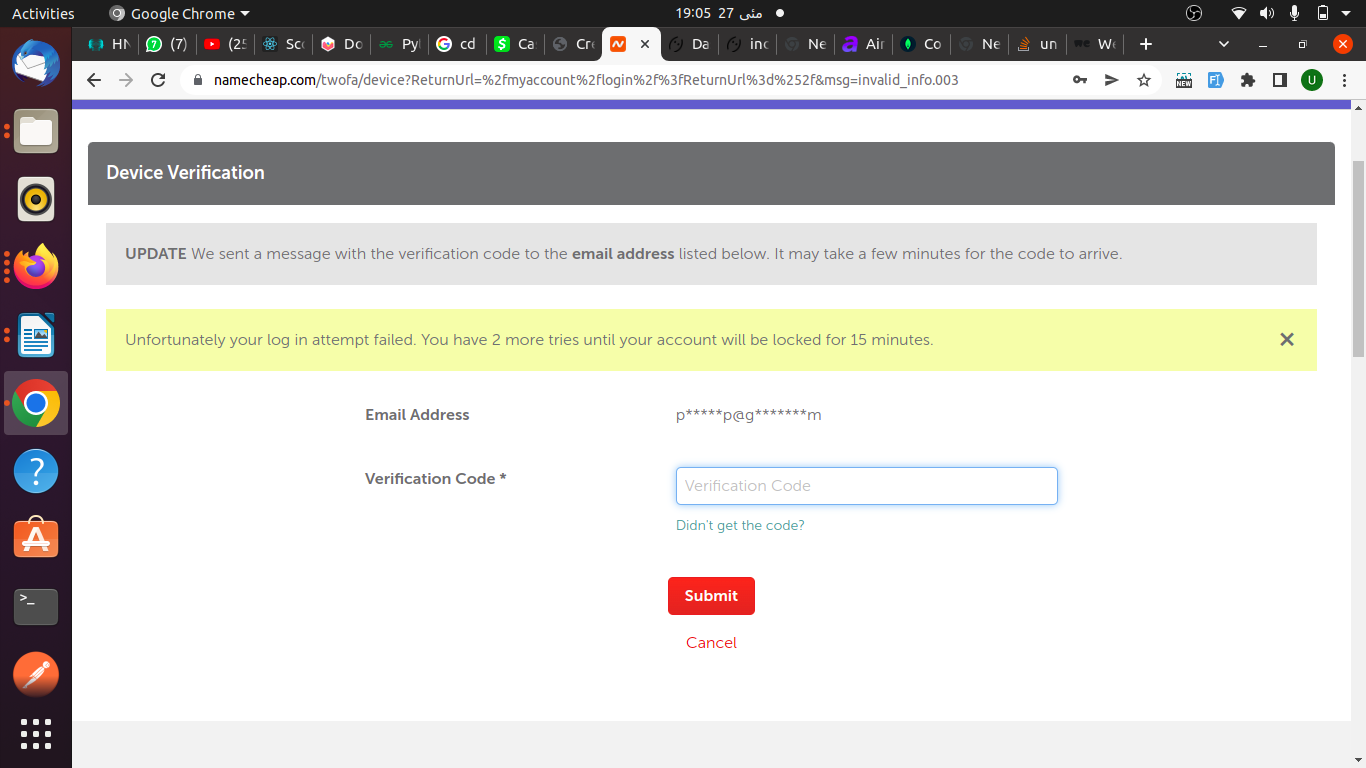 Activities
Google Chrome
19:05 27 مئی
HN
(7)
(25
Sc
Do
Py
cd
Ca
Cre
Da
inc
Ne
Air
Co
Ne
un
We
namecheap.com/twofa/device?ReturnUrl=%2fmyaccount%2flogin%2f%3fReturnUrl%3d%252f&msg=invalid_info.003
NEW
U
Device Verification
UPDATE We sent a message with the verification code to the email address listed below. It may take a few minutes for the code to arrive.
Unfortunately your log in attempt failed. You have 2 more tries until your account will be locked for 15 minutes.
Email Address
p*****p@g*******m
Verification Code *
Verification Code
Didn't get the code?
Submit
Cancel